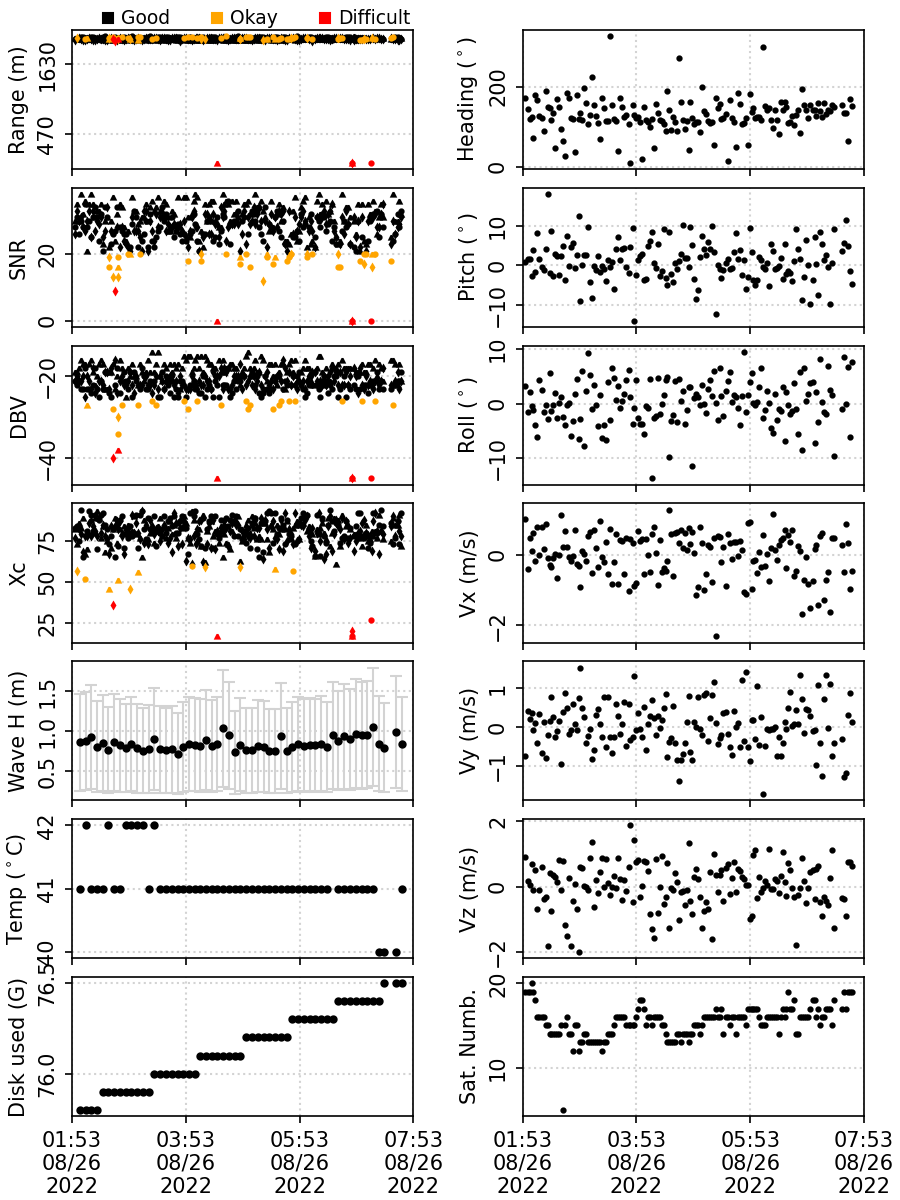 Good Okay Difficult
Range (m)
1630
470
Heading (°)
200
0
SNR
20
0
Pitch (°)
10
0
−10
DBV
−20
−40
Roll (°)
10
0
−10
Xc
75
50
25
Vx (m/s)
0
−2
Wave H (m)
1.5
1.0
0.5
Vy (m/s)
1
0
−1
Temp (°C)
42
41
40
Vz (m/s)
2
0
−2
Disk used (G)
76.5
76.0
Sat. Numb.
20
10
01:53 03:53 05:53 07:53
08/26 08/26 08/26 08/26
2022 2022 2022 2022
01:53 03:53 05:53 07:53
08/26 08/26 08/26 08/26
2022 2022 2022 2022